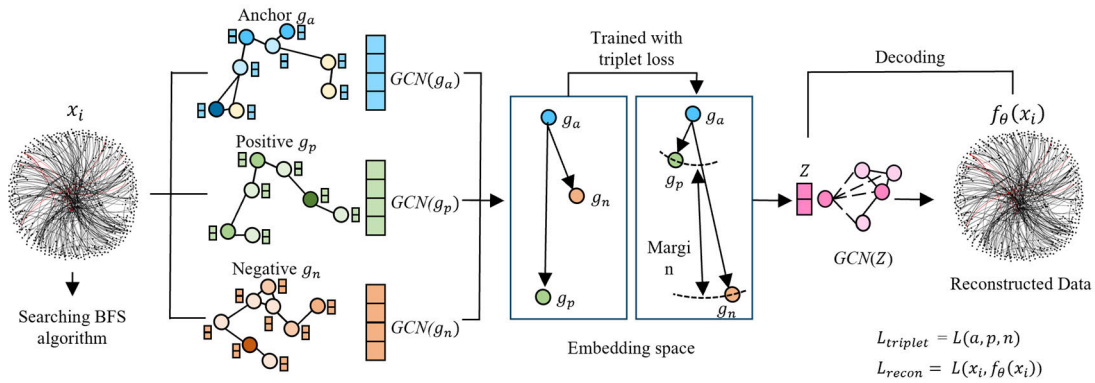 Anchor g_a
GCN(g_a)
x_i
Searching BFS
algorithm
Positive g_p
GCN(g_p)
Negative g_n
GCN(g_n)
Trained with
triplet loss
g_a
g_n
g_p
g_a
g_p
Margi
n
g_n
Embedding space
Decoding
Z
GCN(Z)
f_θ(x_i)
Reconstructed Data
L_triplet = L(a, p, n)
L_recon = L(x_i, f_θ(x_i))